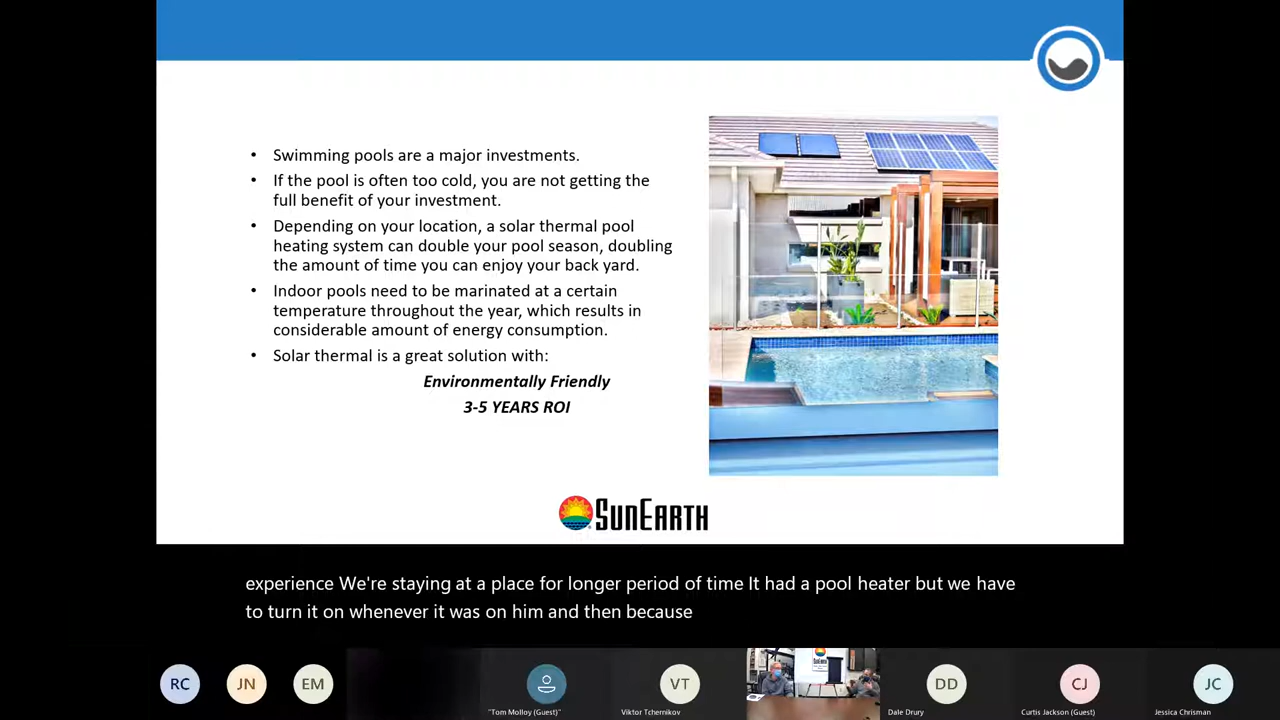 • Swimming pools are a major investments.
• If the pool is often too cold, you are not getting the
full benefit of your investment.
• Depending on your location, a solar thermal pool
heating system can double your pool season, doubling
the amount of time you can enjoy your back yard.
• Indoor pools need to be marinated at a certain
temperature throughout the year, which results in
considerable amount of energy consumption.
• Solar thermal is a great solution with:
Environmentally Friendly
3-5 YEARS ROI
SUNEARTH
experience We're staying at a place for longer period of time It had a pool heater but we have
to turn it on whenever it was on him and then because
RC
JN
EM
"Tom Molloy (Guest)"
VT
Viktor Tchernikov
SUNEARTH
DD
Dale Drury
CJ
Curtis Jackson (Guest)
JC
Jessica Chrisman